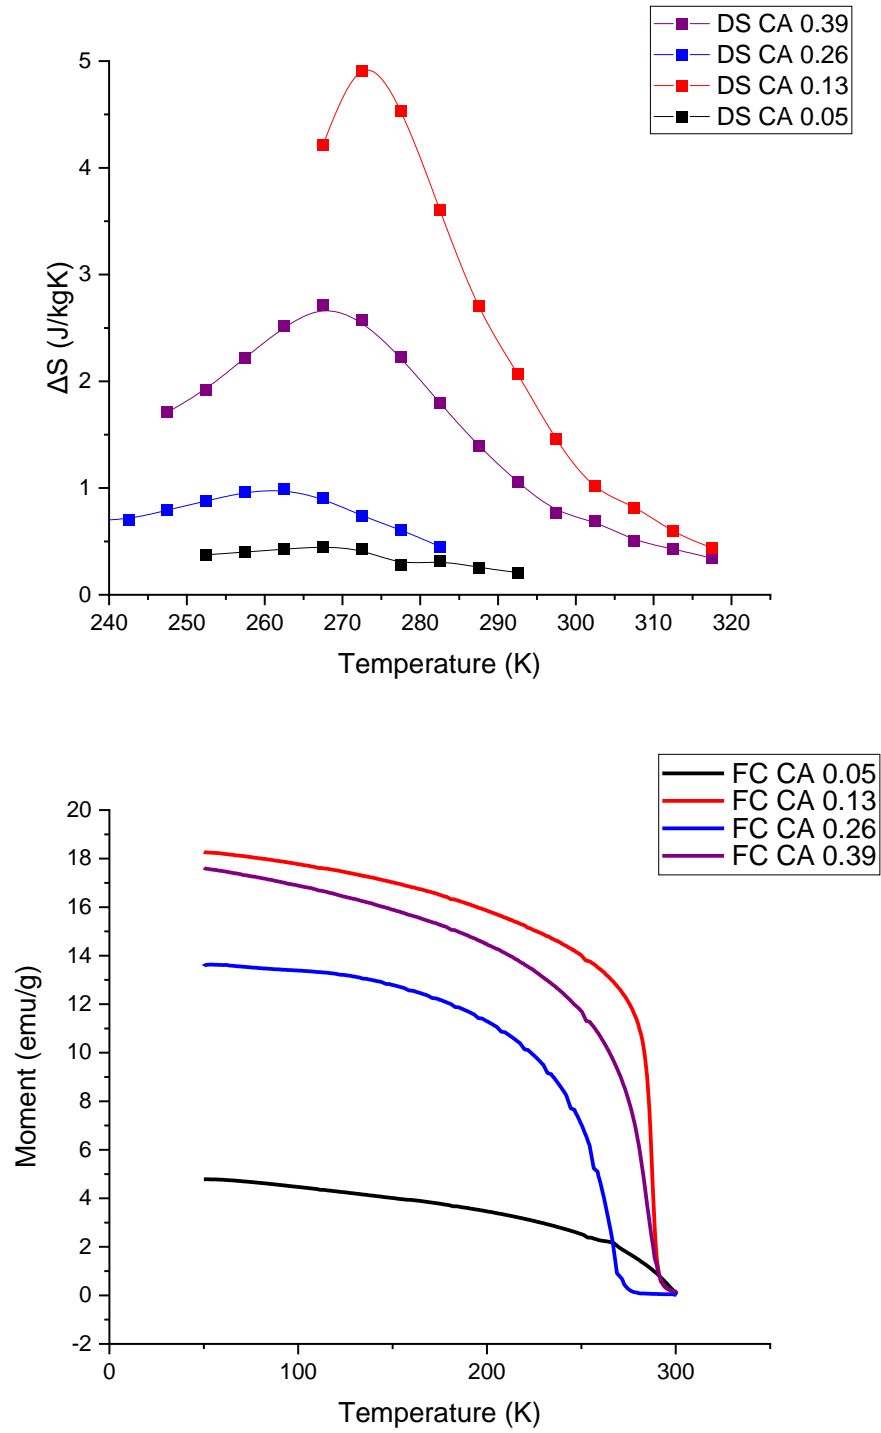 DS CA 0.39
DS CA 0.26
DS CA 0.13
DS CA 0.05
5
4
3
2
1
0
ΔS (J/kgK)
240 250 260 270 280 290 300 310 320
Temperature (K)
FC CA 0.05
FC CA 0.13
FC CA 0.26
FC CA 0.39
20
18
16
14
12
10
8
6
4
2
0
-2
Moment (emu/g)
0 100 200 300
Temperature (K)